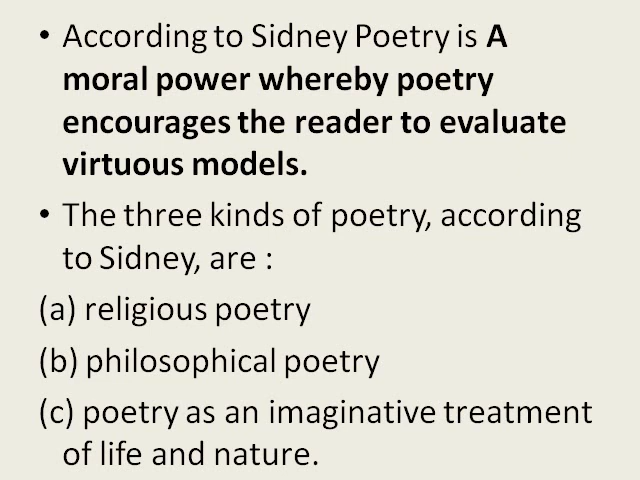 • According to Sidney Poetry is A
moral power whereby poetry
encourages the reader to evaluate
virtuous models.
• The three kinds of poetry, according
to Sidney, are :
(a) religious poetry
(b) philosophical poetry
(c) poetry as an imaginative treatment
of life and nature.